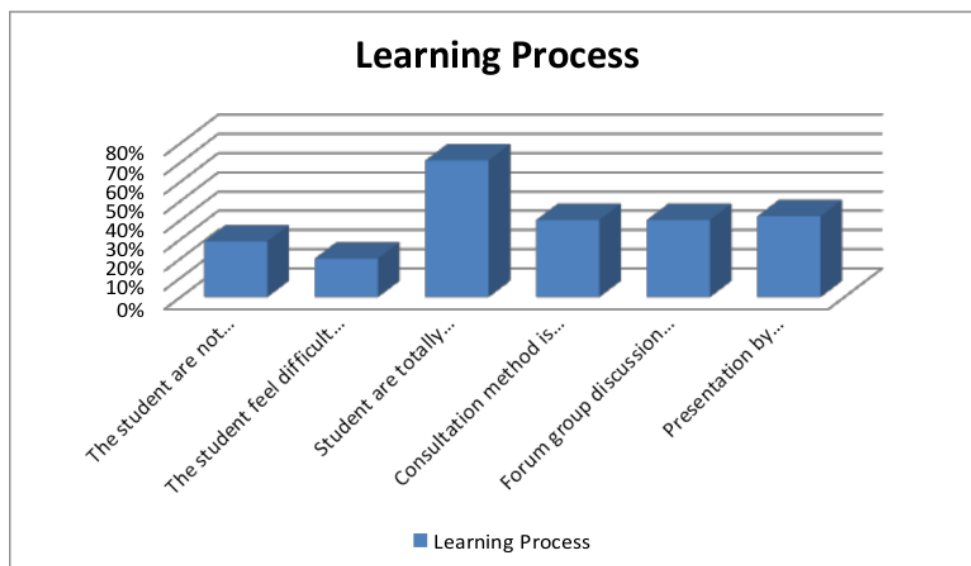 Learning Process
80%
70%
60%
50%
40%
30%
20%
10%
0%
The student are not...
The student feel difficult...
Student are totally...
Consultation method is...
Forum group discussion...
Presentation by...
Learning Process